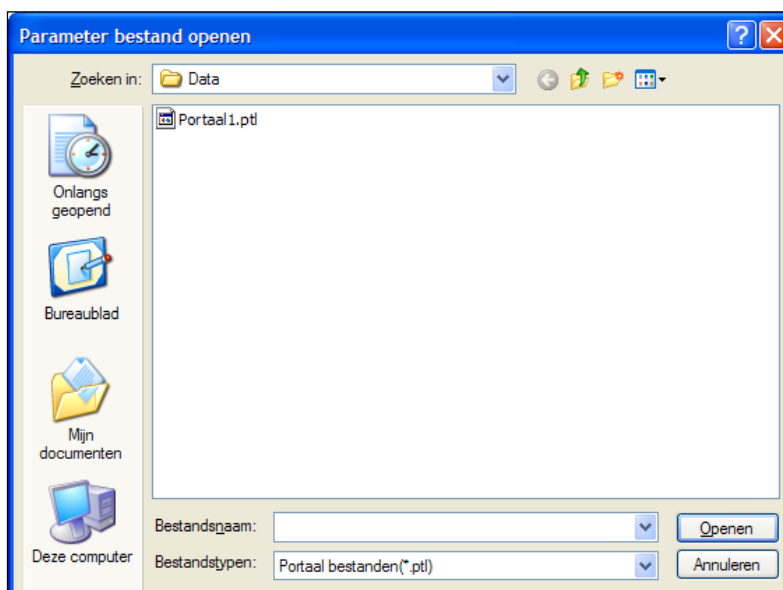 Parameter bestand openen
Zoeken in:
Data
Portaal1.ptl
Onlangs
geopend
Bureaublad
Mijn
documenten
Deze computer
Bestandsnaam:
Openen
Bestandstypen:
Portaal bestanden(*.ptl)
Annuleren